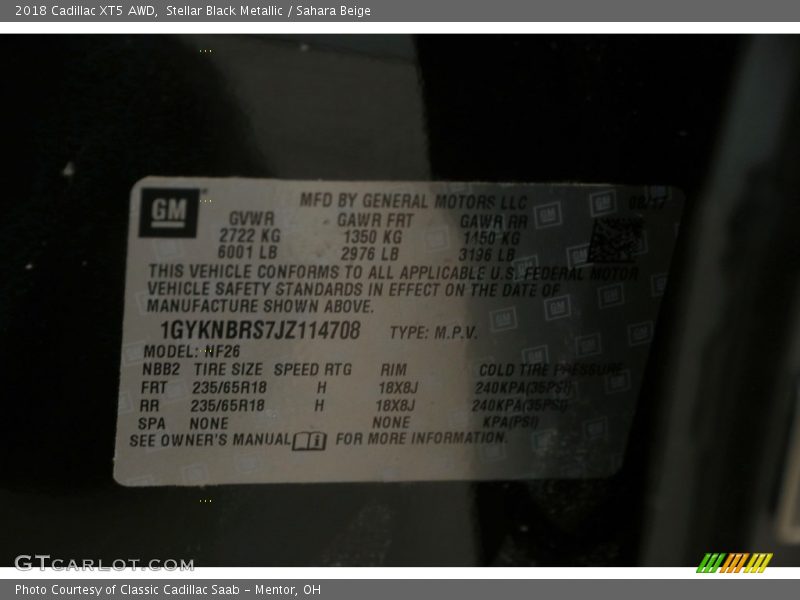 2018 Cadillac XT5 AWD,  Stellar Black Metallic / Sahara Beige
GM
MFD BY GENERAL MOTORS LLC 08/17
GVWR GAWR FRT GAWR RR
2722 KG 1350 KG 1450 KG
6001 LB 2976 LB 3196 LB
THIS VEHICLE CONFORMS TO ALL APPLICABLE U.S. FEDERAL MOTOR
VEHICLE SAFETY STANDARDS IN EFFECT ON THE DATE OF
MANUFACTURE SHOWN ABOVE.
1GYKNBRS7JZ114708 TYPE: M.P.V.
MODEL: NF26
NBB2 TIRE SIZE SPEED RTG RIM COLD TIRE PRESSURE
FRT 235/65R18 H 18X8J 240KPA(35PSI)
RR 235/65R18 H 18X8J 240KPA(35PSI)
SPA NONE NONE KPA(PSI)
SEE OWNER'S MANUAL FOR MORE INFORMATION.
GTCARLOT.COM
Photo Courtesy of Classic Cadillac Saab - Mentor, OH